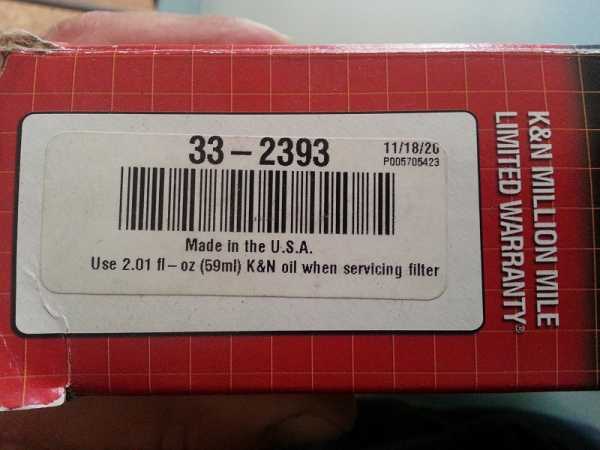 33-2393
11/18/20
P005705423
Made in the U.S.A.
Use 2.01 fl-oz (59ml) K&N oil when servicing filter
K&N MILLION MILE
LIMITED WARRANTY®